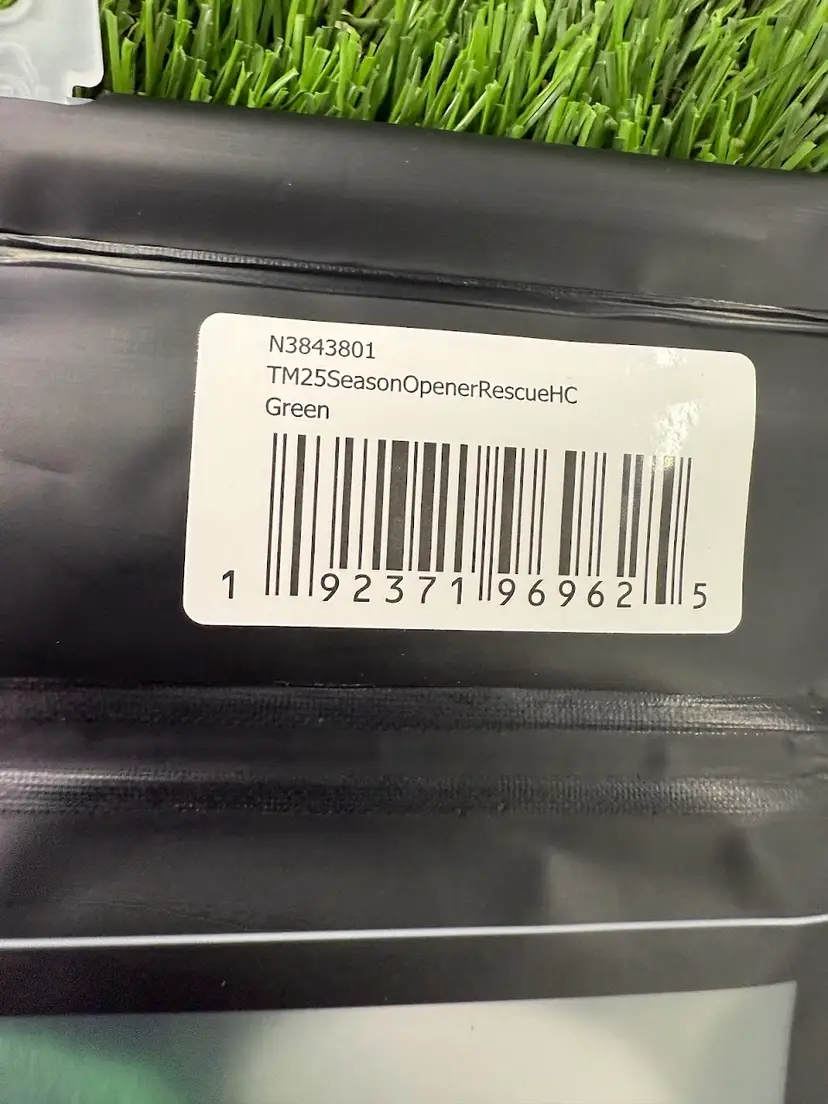 N3843801
TM25SeasonOpenerRescueHC
Green
1 92371 96962 5